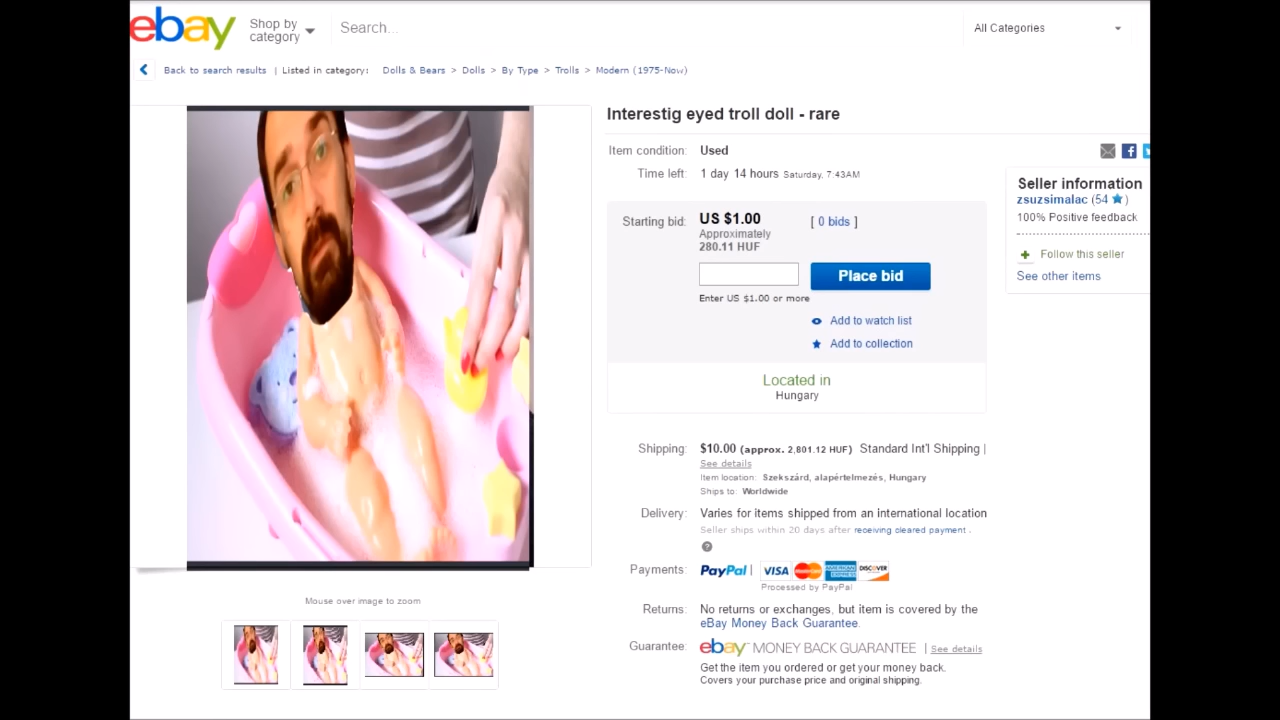 ebay
Shop by
category
Search...
All Categories
Back to search results | Listed in category: Dolls & Bears > Dolls > By Type > Trolls > Modern (1975-Now)
Interestig eyed troll doll - rare
Item condition: Used
Time left: 1 day 14 hours Saturday, 7:43AM
Starting bid: US $1.00 [ 0 bids ]
Approximately
280.11 HUF
Place bid
Enter US $1.00 or more
Add to watch list
Add to collection
Located in
Hungary
Seller information
zsuzsimalac (54 ★ )
100% Positive feedback
Follow this seller
See other items
Shipping: $10.00 (approx. 2,801.12 HUF) Standard Int'l Shipping |
See details
Item location: Szekszárd, alapértelmezés, Hungary
Ships to: Worldwide
Delivery: Varies for items shipped from an international location
Seller ships within 20 days after receiving cleared payment .
?
Payments: PayPal | VISA MasterCard AMERICAN EXPRESS DISCOVER
Processed by PayPal
Returns: No returns or exchanges, but item is covered by the
eBay Money Back Guarantee.
Guarantee: ebay MONEY BACK GUARANTEE | See details
Get the item you ordered or get your money back.
Covers your purchase price and original shipping.
Mouse over image to zoom